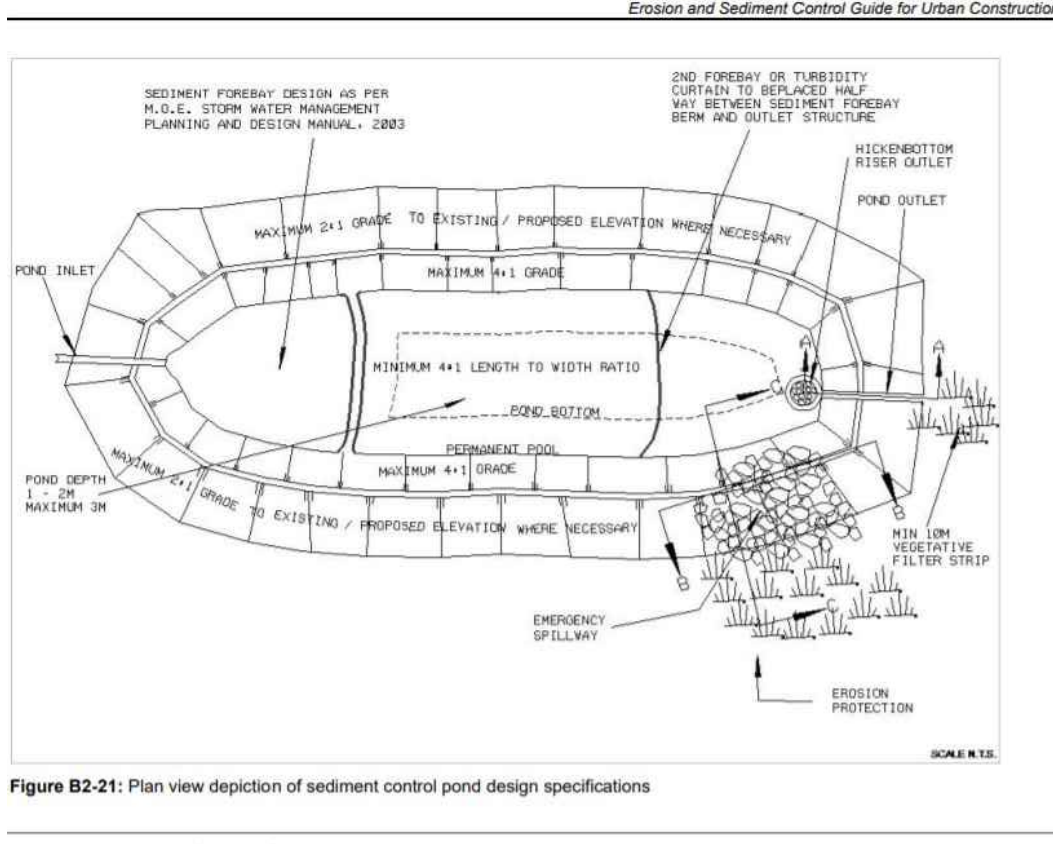 Erosion and Sediment Control Guide for Urban Constructio
SEDIMENT FOREBAY DESIGN AS PER
M.O.E. STORM WATER MANAGEMENT
PLANNING AND DESIGN MANUAL, 2003
2ND FOREBAY OR TURBIDITY
CURTAIN TO BEPLACED HALF
WAY BETWEEN SEDIMENT FOREBAY
BERM AND OUTLET STRUCTURE
HICKENBOTTOM
RISER OUTLET
POND OUTLET
MAXIMUM 2:1 GRADE TO EXISTING / PROPOSED ELEVATION WHERE NECESSARY
POND INLET
MAXIMUM 4:1 GRADE
A
A
MINIMUM 4:1 LENGTH TO WIDTH RATIO
C
POND BOTTOM
PERMANENT POOL
MAXIMUM 4:1 GRADE
MAXIMUM 2:1 GRADE TO EXISTING / PROPOSED ELEVATION WHERE NECESSARY
POND DEPTH
1 - 2M
MAXIMUM 3M
B
B
MIN 10M
VEGETATIVE
FILTER STRIP
EMERGENCY
SPILLWAY
C
EROSION
PROTECTION
SCALE N.T.S.
Figure B2-21: Plan view depiction of sediment control pond design specifications